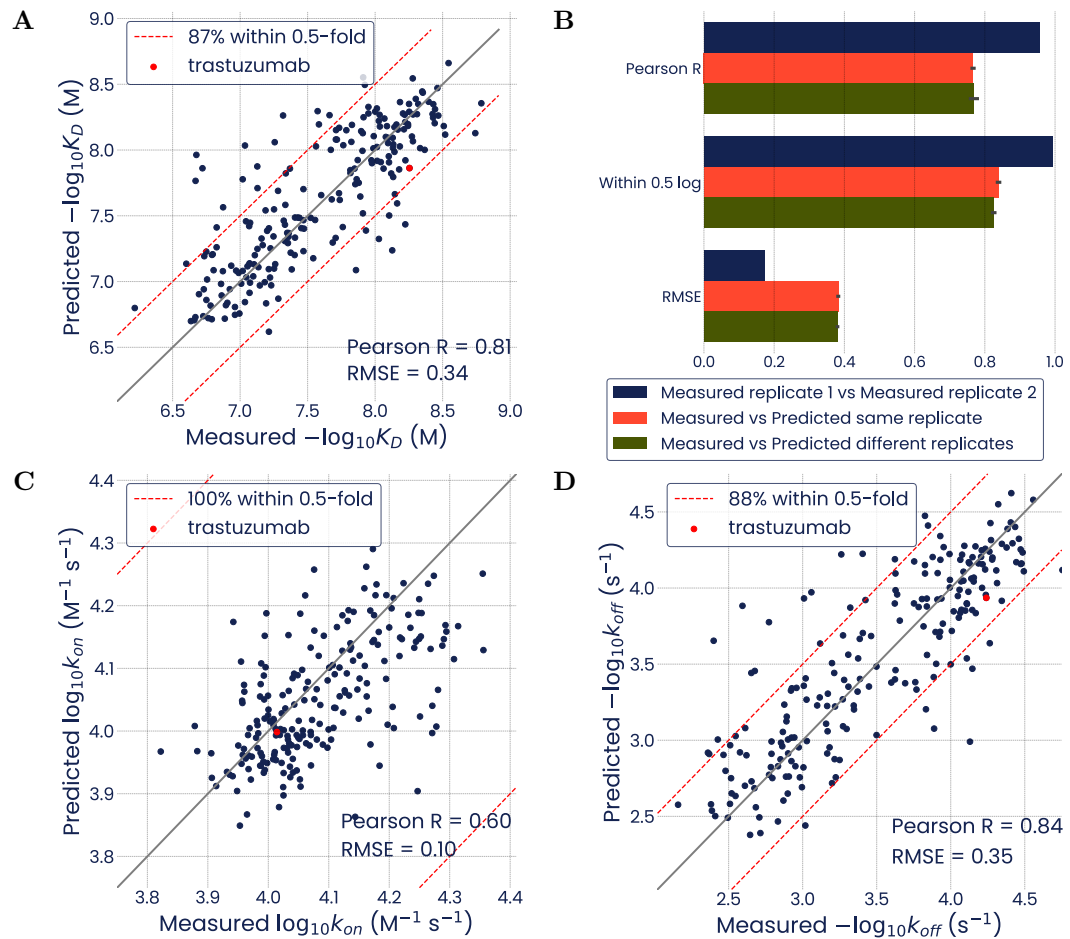 A
9.0
8.5
8.0
7.5
7.0
6.5
6.5
7.0
7.5
8.0
8.5
9.0
Predicted −log10KD (M)
Measured −log10KD (M)
87% within 0.5-fold
trastuzumab
Pearson R = 0.81
RMSE = 0.34
B
Pearson R
Within 0.5 log
RMSE
0.0
0.2
0.4
0.6
0.8
1.0
Measured replicate 1 vs Measured replicate 2
Measured vs Predicted same replicate
Measured vs Predicted different replicates
C
4.4
4.3
4.2
4.1
4.0
3.9
3.8
3.8
3.9
4.0
4.1
4.2
4.3
4.4
Predicted log10kon (M−1 s−1)
Measured log10kon (M−1 s−1)
100% within 0.5-fold
trastuzumab
Pearson R = 0.60
RMSE = 0.10
D
4.5
4.0
3.5
3.0
2.5
2.5
3.0
3.5
4.0
4.5
Predicted −log10koff (s−1)
Measured −log10koff (s−1)
88% within 0.5-fold
trastuzumab
Pearson R = 0.84
RMSE = 0.35